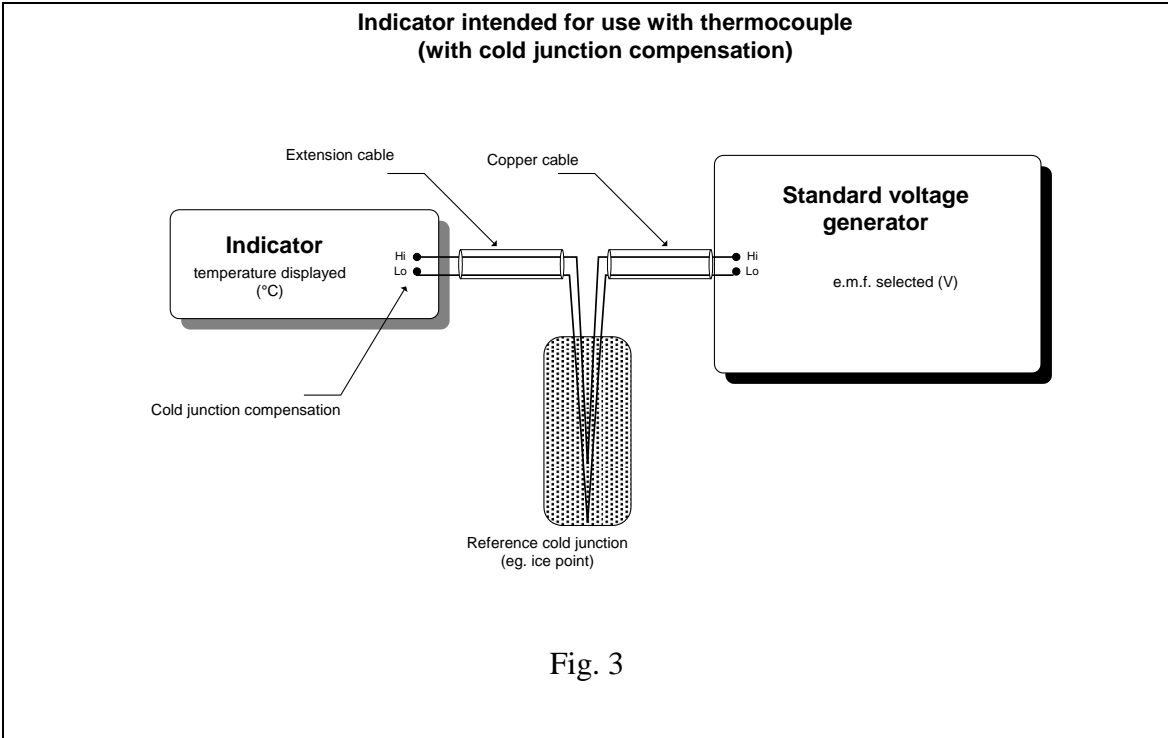 Indicator intended for use with thermocouple
(with cold junction compensation)
Extension cable
Copper cable
Standard voltage
generator
Indicator
temperature displayed
(°C)
Hi
Lo
Hi
Lo
e.m.f. selected (V)
Cold junction compensation
Reference cold junction
(eg. ice point)
Fig. 3